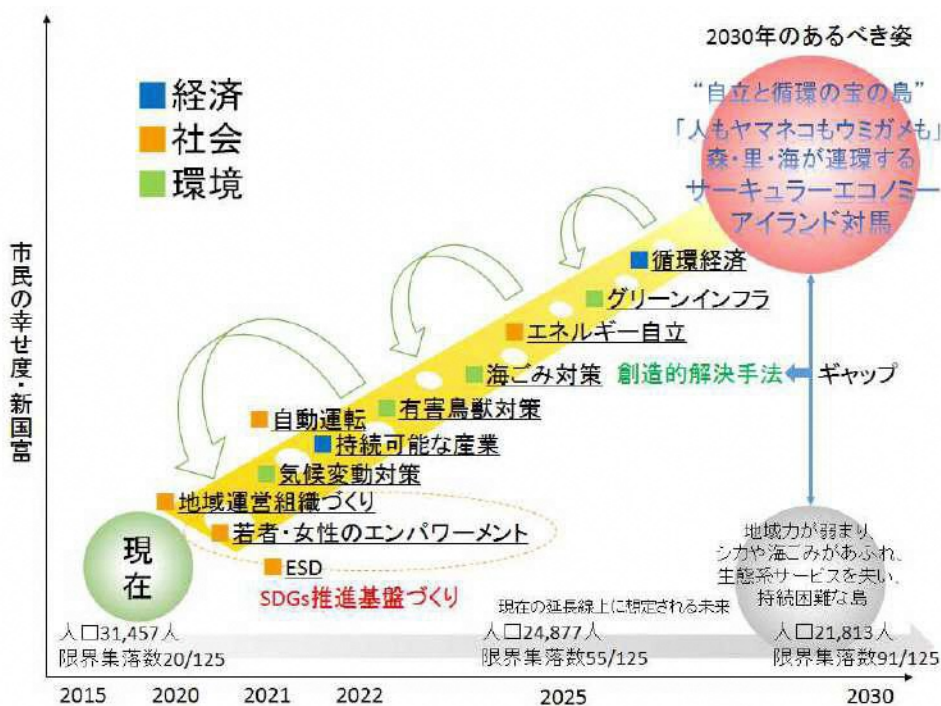 2030年のあるべき姿
“自立と循環の宝の島”
「人もヤマネコもウミガメも」
森・里・海が連環する
サーキュラーエコノミー
アイランド対馬
経済
社会
環境
市民の幸せ度・新国富
循環経済
グリーンインフラ
エネルギー自立
海ごみ対策
創造的解決手法
ギャップ
有害鳥獣対策
自動運転
持続可能な産業
気候変動対策
地域運営組織づくり
若者・女性のエンパワーメント
ESD
SDGs推進基盤づくり
現在
地域力が弱まり、
シカや海ごみがあふれ、
生態系サービスを失い、
持続困難な島
現在の延長線上に想定される未来
人口31,457人
限界集落数20/125
人口24,877人
限界集落数55/125
人口21,813人
限界集落数91/125
2015
2020
2021
2022
2025
2030